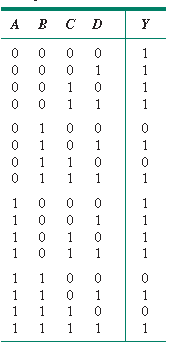 A B C D Y
0 0 0 0 1
0 0 0 1 1
0 0 1 0 1
0 0 1 1 1
0 1 0 0 0
0 1 0 1 1
0 1 1 0 0
0 1 1 1 1
1 0 0 0 1
1 0 0 1 1
1 0 1 0 1
1 0 1 1 1
1 1 0 0 0
1 1 0 1 1
1 1 1 0 0
1 1 1 1 1